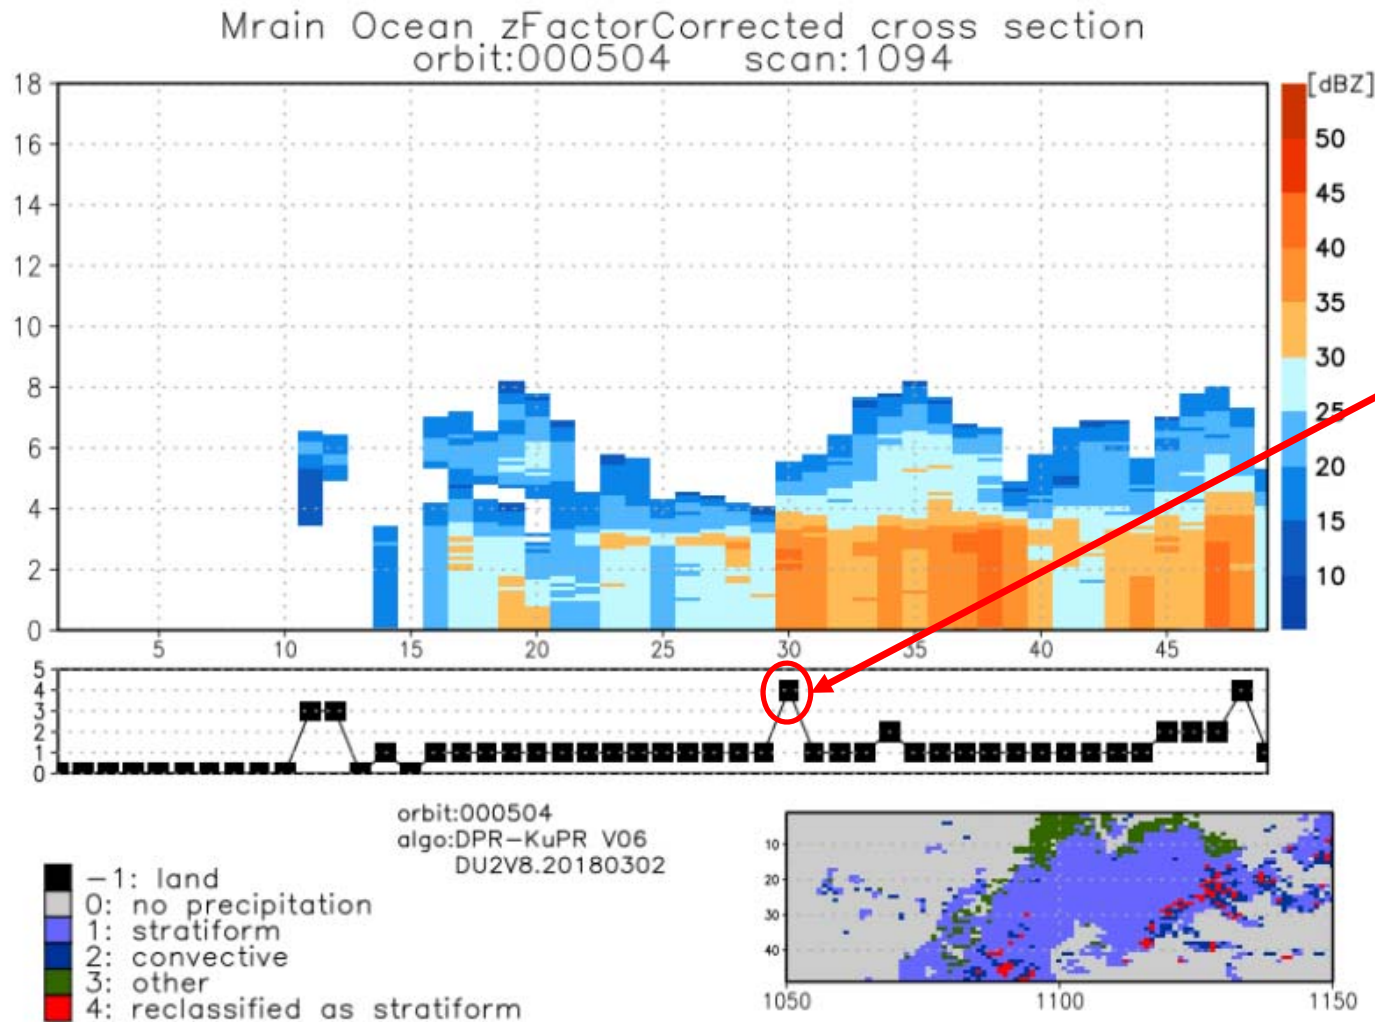 Mrain Ocean zFactorCorrected cross section
orbit:000504 scan:1094
[dBZ]
18
16
14
12
10
8
6
4
2
0
50
45
40
35
30
25
20
15
10
5 10 15 20 25 30 35 40 45
5
4
3
2
1
0
orbit:000504
algo:DPR-KuPR V06
DU2V8.20180302
-1: land
0: no precipitation
1: stratiform
2: convective
3: other
4: reclassified as stratiform
10
20
30
40
1050 1100 1150